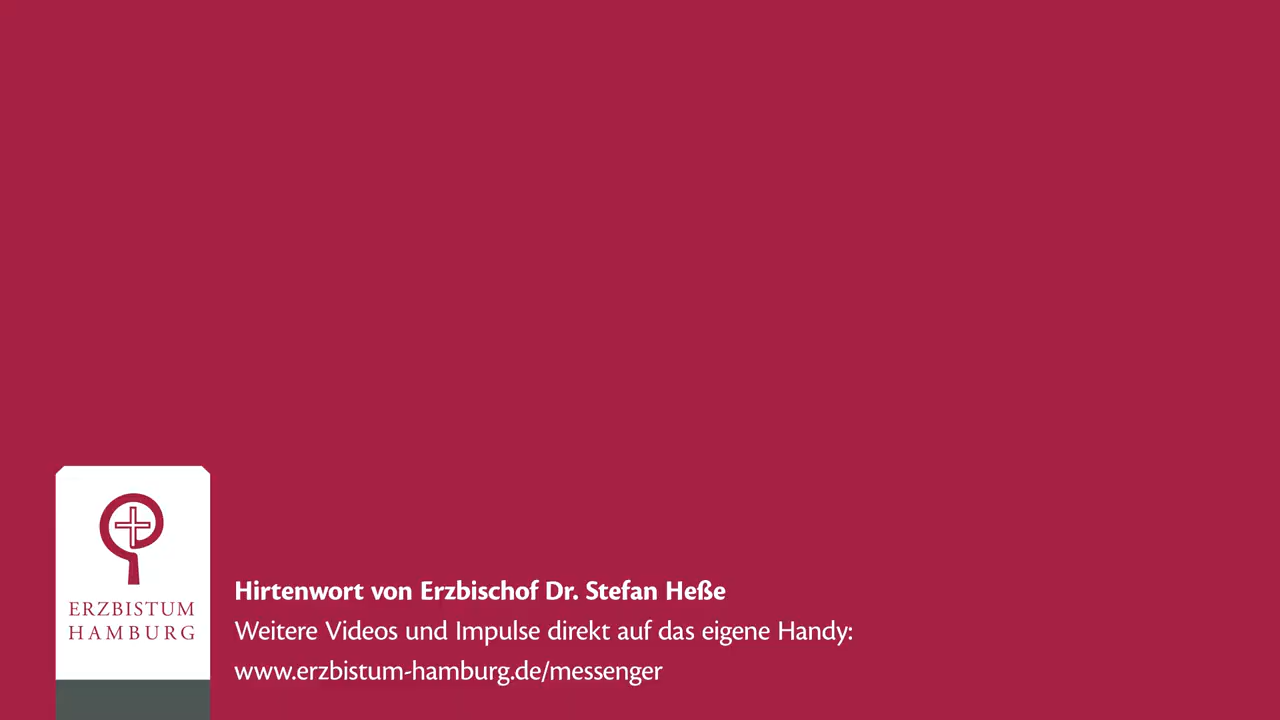 ERZBISTUM
HAMBURG
Hirtenwort von Erzbischof Dr. Stefan Heße
Weitere Videos und Impulse direkt auf das eigene Handy:
www.erzbistum-hamburg.de/messenger